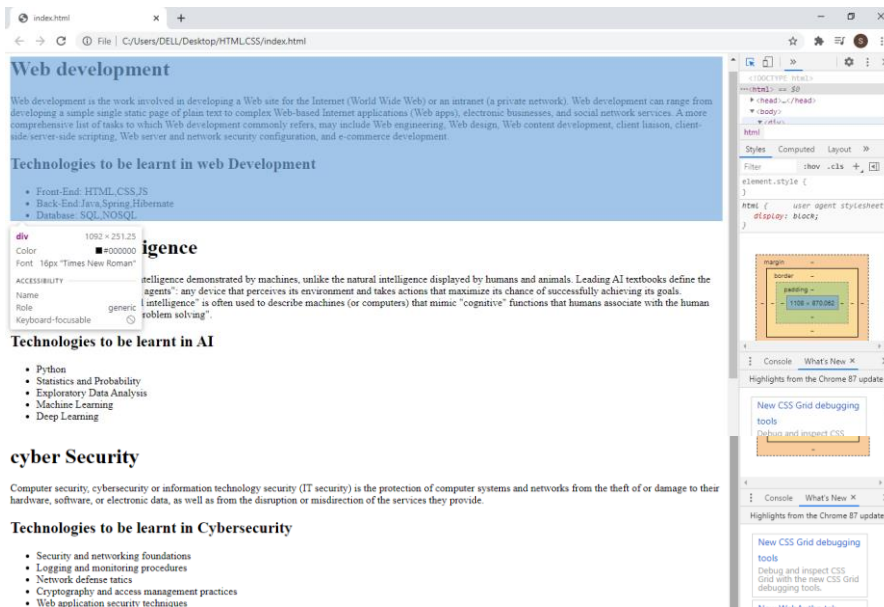 index.html × +
File | C:/Users/DELL/Desktop/HTML,CSS/index.html
S
Web development
Web development is the work involved in developing a Web site for the Internet (World Wide Web) or an intranet (a private network). Web development can range from
developing a simple single static page of plain text to complex Web-based Internet applications (Web apps), electronic businesses, and social network services. A more
comprehensive list of tasks to which Web development commonly refers, may include Web engineering, Web design, Web content development, client liaison, client-
side/server-side scripting, Web server and network security configuration, and e-commerce development.
Technologies to be learnt in web Development
• Front-End: HTML,CSS,JS
• Back-End:Java,Spring,Hibernate
• Database: SQL,NOSQL
div 1092 × 251.25
Color #000000
Font 16px "Times New Roman"
ACCESSIBILITY
Name
Role generic
Keyboard-focusable
igence
telligence demonstrated by machines, unlike the natural intelligence displayed by humans and animals. Leading AI textbooks define the
agents": any device that perceives its environment and takes actions that maximize its chance of successfully achieving its goals.
l intelligence" is often used to describe machines (or computers) that mimic "cognitive" functions that humans associate with the human
roblem solving".
Technologies to be learnt in AI
• Python
• Statistics and Probability
• Exploratory Data Analysis
• Machine Learning
• Deep Learning
cyber Security
Computer security, cybersecurity or information technology security (IT security) is the protection of computer systems and networks from the theft of or damage to their
hardware, software, or electronic data, as well as from the disruption or misdirection of the services they provide.
Technologies to be learnt in Cybersecurity
• Security and networking foundations
• Logging and monitoring procedures
• Network defense tatics
• Cryptography and access management practices
• Web application security techniques
<!DOCTYPE html>
<html> == $0
<head>…</head>
<body>
<div>
html
Styles Computed Layout »
Filter :hov .cls +
element.style {
}
html { user agent stylesheet
display: block;
}
margin -
border -
padding -
1108 × 870.062
Console What's New ×
Highlights from the Chrome 87 update
New CSS Grid debugging
tools
Debug and inspect CSS
Console What's New ×
Highlights from the Chrome 87 update
New CSS Grid debugging
tools
Debug and inspect CSS
Grid with the new CSS Grid
debugging tools.